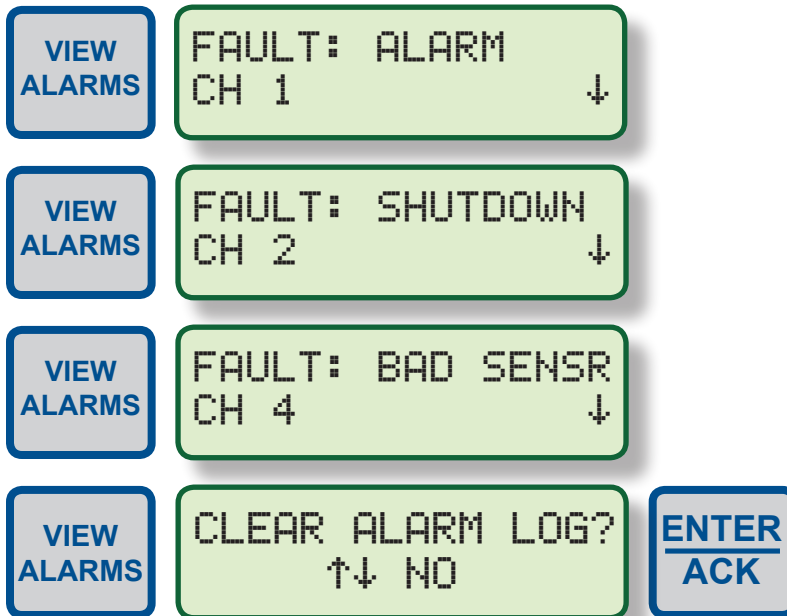 VIEW
ALARMS
FAULT: ALARM
CH 1 ↓
VIEW
ALARMS
FAULT: SHUTDOWN
CH 2 ↓
VIEW
ALARMS
FAULT: BAD SENSR
CH 4 ↓
VIEW
ALARMS
CLEAR ALARM LOG?
↑↓ NO
ENTER
ACK